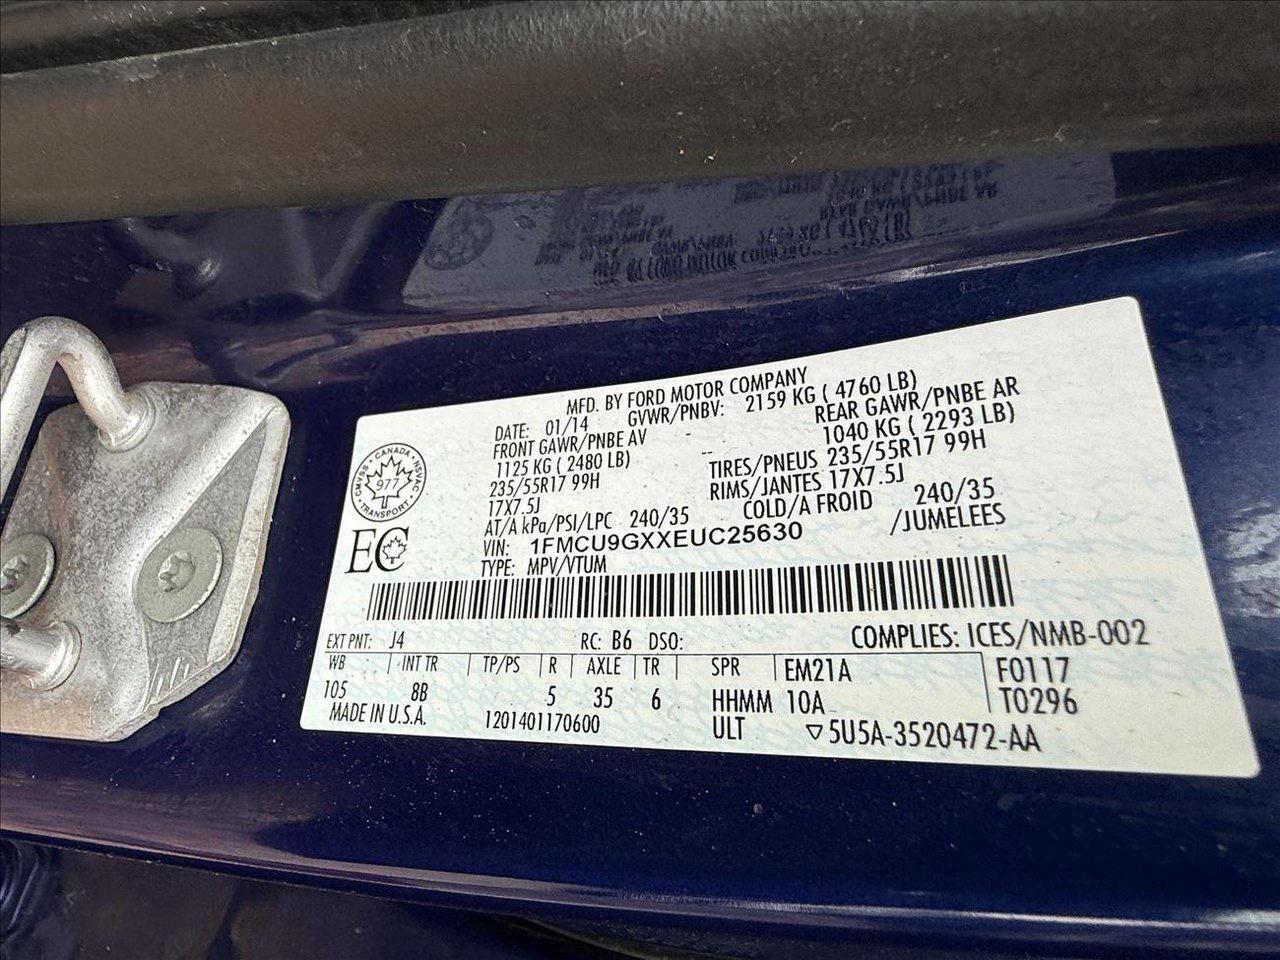 MFD. BY FORD MOTOR COMPANY
DATE: 01/14 GVWR/PNBV: 2159 KG ( 4760 LB)
FRONT GAWR/PNBE AV - -- REAR GAWR/PNBE AR
1125 KG ( 2480 LB) 1040 KG ( 2293 LB)
235/55R17 99H TIRES/PNEUS 235/55R17 99H
17X7.5J RIMS/JANTES 17X7.5J
AT/A kPa/PSI/LPC 240/35 COLD/A FROID 240/35
VIN: 1FMCU9GXXEUC25630 /JUMELEES
TYPE: MPV/VTUM
CANADA
CMVSS NSVAC
977
TRANSPORT
EC
EXT PNT: J4 RC: B6 DSO: COMPLIES: ICES/NMB-002
WB INT TR TP/PS R AXLE TR SPR EM21A F0117
105 8B 5 35 6 HHMM 10A T0296
MADE IN U.S.A. 1201401170600 ULT ▽5U5A-3520472-AA